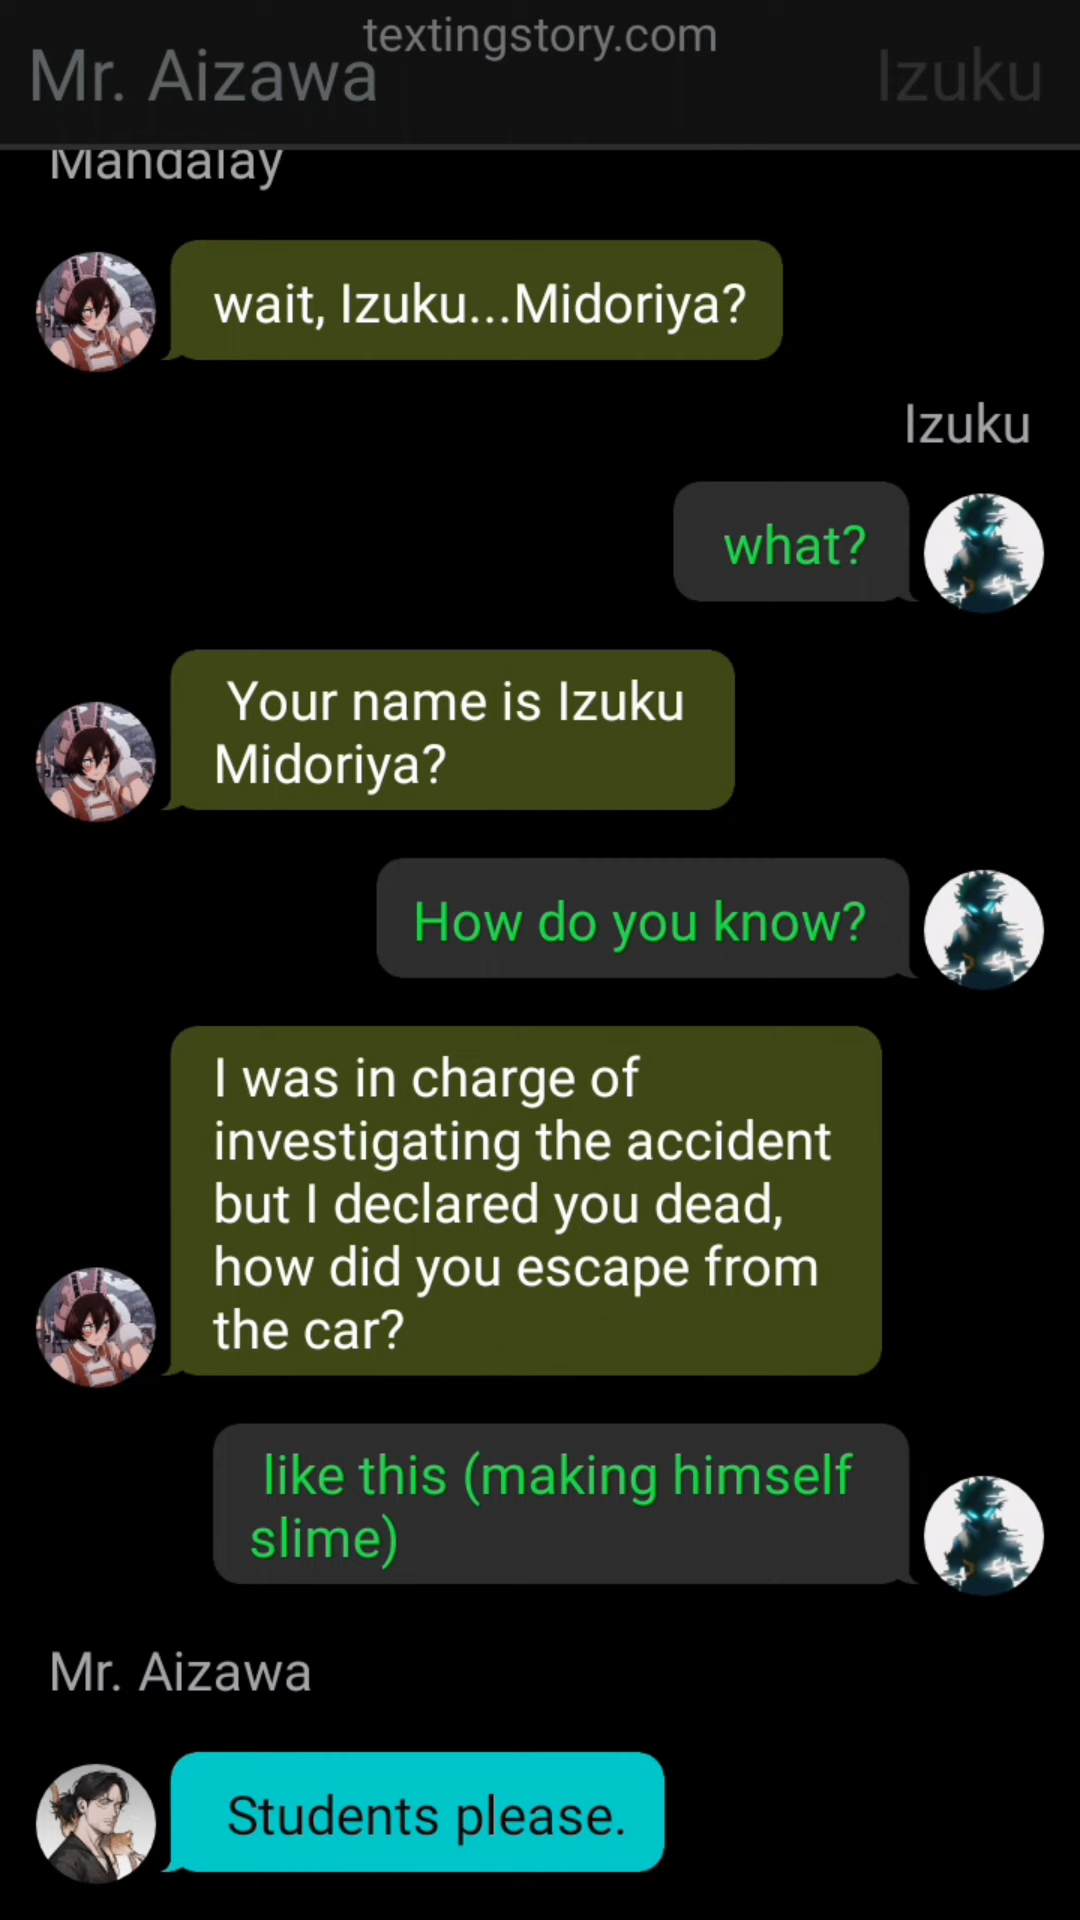 textingstory.com
Mr. Aizawa
Izuku
Mandalay
wait, Izuku...Midoriya?
Izuku
what?
Your name is Izuku
Midoriya?
How do you know?
I was in charge of
investigating the accident
but I declared you dead,
how did you escape from
the car?
like this (making himself
slime)
Mr. Aizawa
Students please.